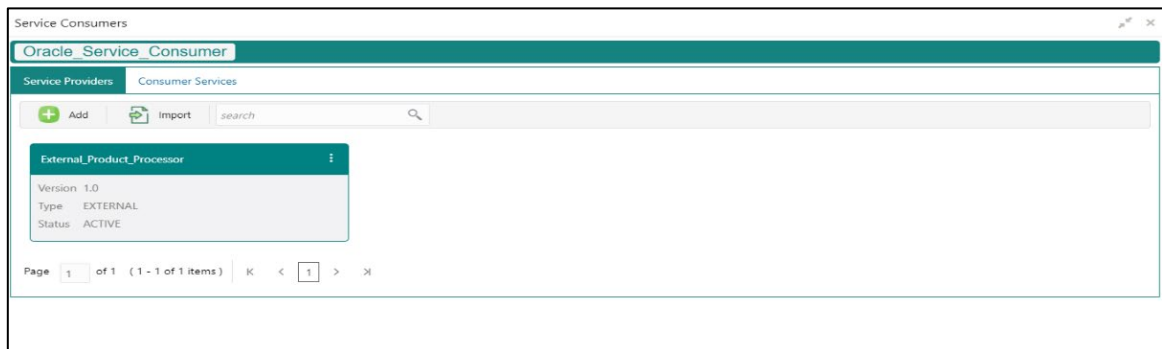 Service Consumers
Oracle_Service_Consumer
Service Providers Consumer Services
Add Import search
External_Product_Processor
Version 1.0
Type EXTERNAL
Status ACTIVE
Page 1 of 1 (1 - 1 of 1 items) 1